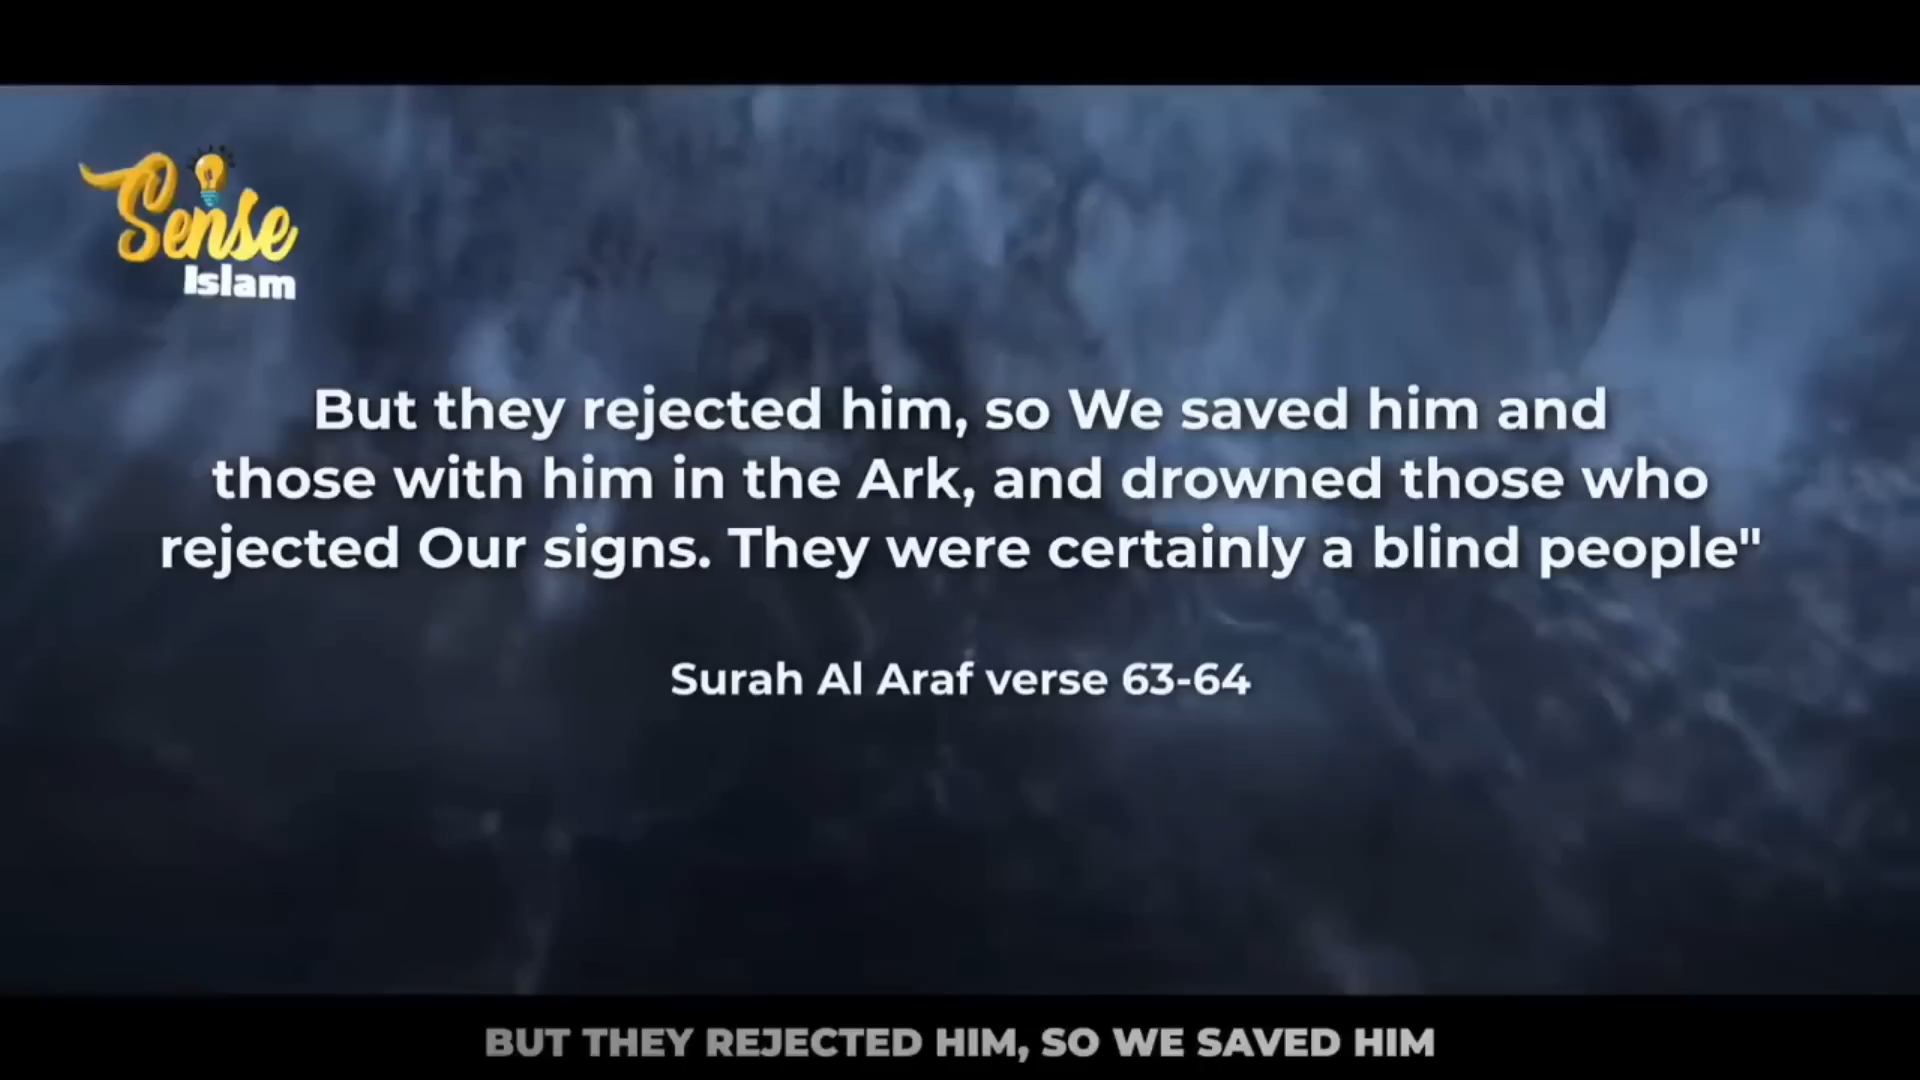 Sense
Islam
But they rejected him, so We saved him and
those with him in the Ark, and drowned those who
rejected Our signs. They were certainly a blind people"
Surah Al Araf verse 63-64
BUT THEY REJECTED HIM, SO WE SAVED HIM